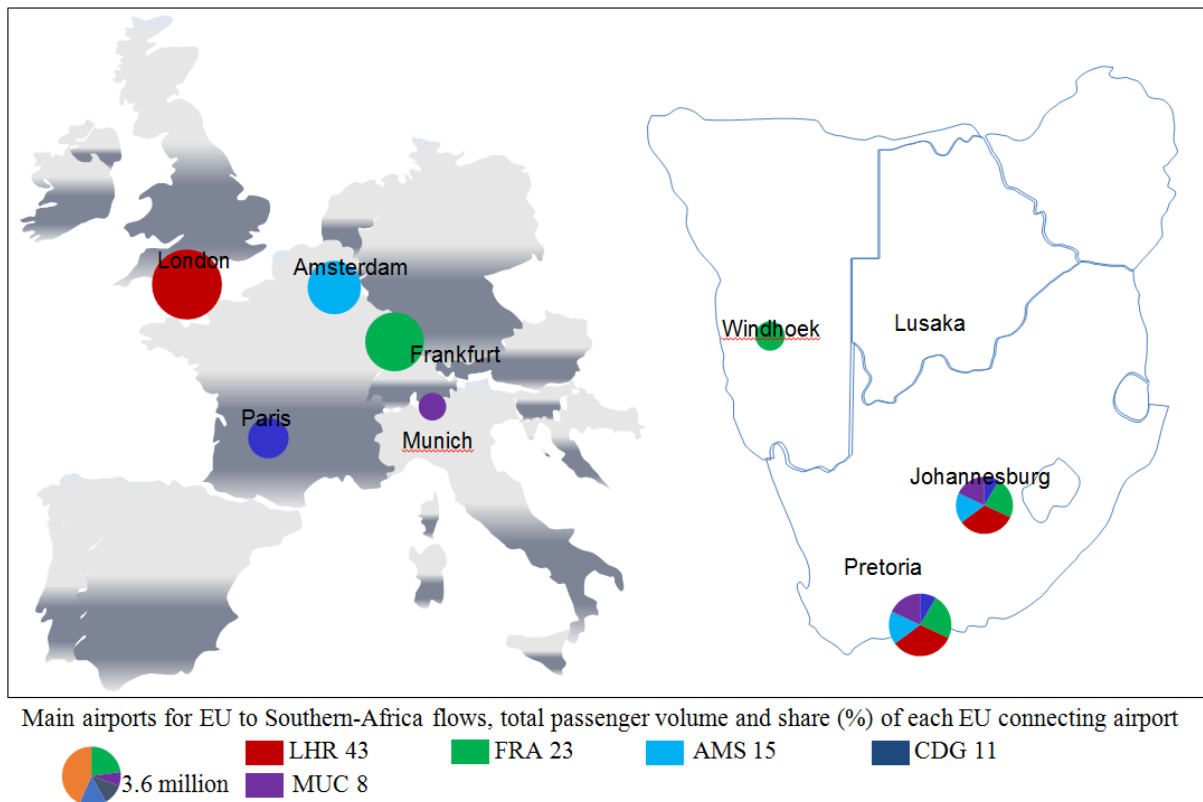 London
Amsterdam
Frankfurt
Paris
Munich
Windhoek
Lusaka
Johannesburg
Pretoria
Main airports for EU to Southern-Africa flows, total passenger volume and share (%) of each EU connecting airport
3.6 million
LHR 43
FRA 23
AMS 15
CDG 11
MUC 8